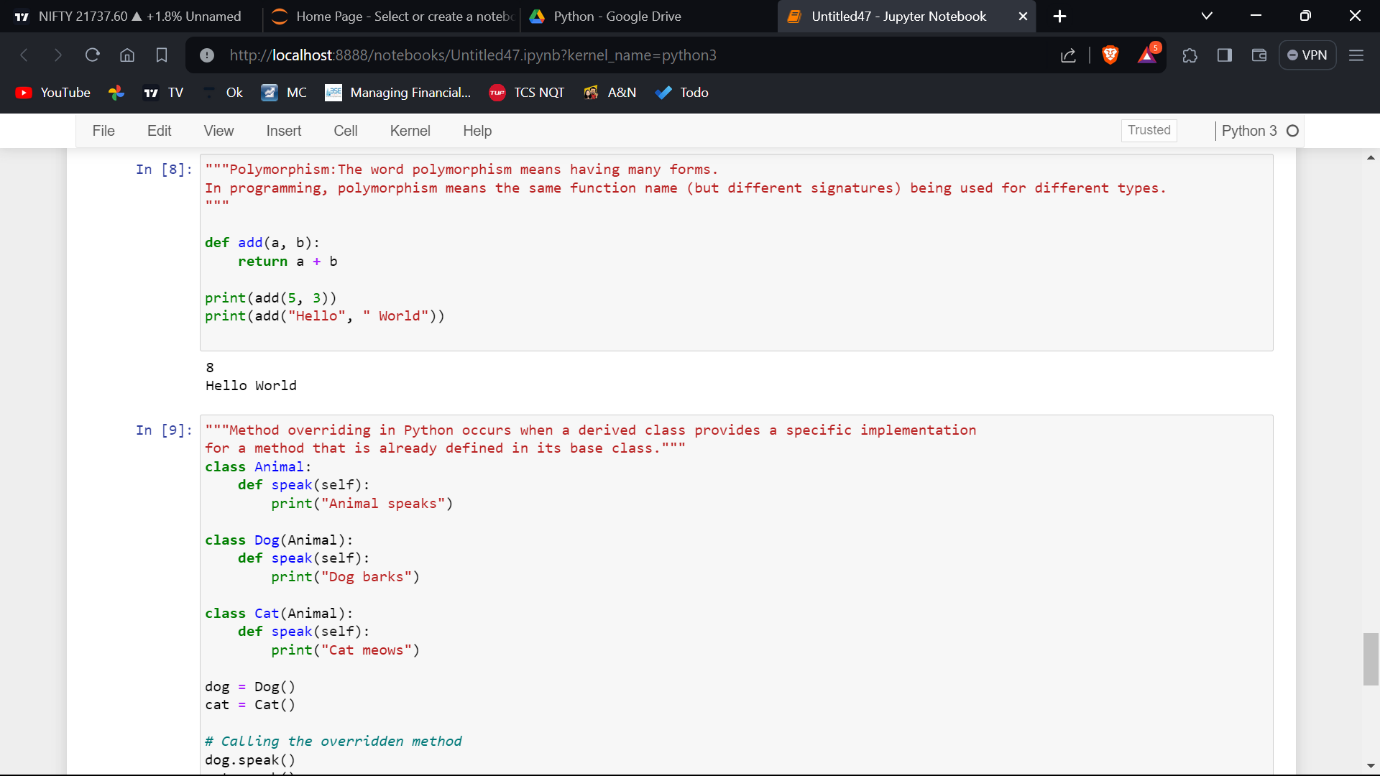 NIFTY 21737.60 ▲ +1.8% Unnamed
Home Page - Select or create a notebo
Python - Google Drive
Untitled47 - Jupyter Notebook
http://localhost:8888/notebooks/Untitled47.ipynb?kernel_name=python3
5
VPN
YouTube
TV
Ok
MC
Managing Financial...
TCS NQT
A&N
Todo
File Edit View Insert Cell Kernel Help
Trusted
Python 3
In [8]: """Polymorphism:The word polymorphism means having many forms.
In programming, polymorphism means the same function name (but different signatures) being used for different types.
"""
def add(a, b):
    return a + b
print(add(5, 3))
print(add("Hello", " World"))
8
Hello World
In [9]: """Method overriding in Python occurs when a derived class provides a specific implementation
for a method that is already defined in its base class."""
class Animal:
    def speak(self):
        print("Animal speaks")
class Dog(Animal):
    def speak(self):
        print("Dog barks")
class Cat(Animal):
    def speak(self):
        print("Cat meows")
dog = Dog()
cat = Cat()
# Calling the overridden method
dog.speak()